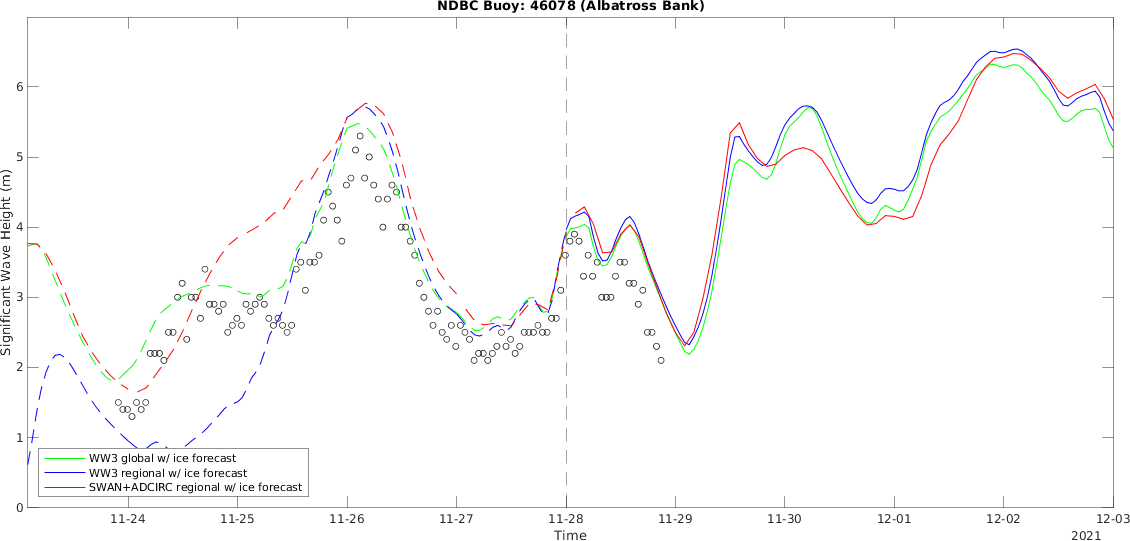 NDBC Buoy: 46078 (Albatross Bank)
Significant Wave Height (m)
6
5
4
3
2
1
0
WW3 global w/ ice forecast
WW3 regional w/ ice forecast
SWAN+ADCIRC regional w/ ice forecast
11-24 11-25 11-26 11-27 11-28 11-29 11-30 12-01 12-02 12-03
Time
2021